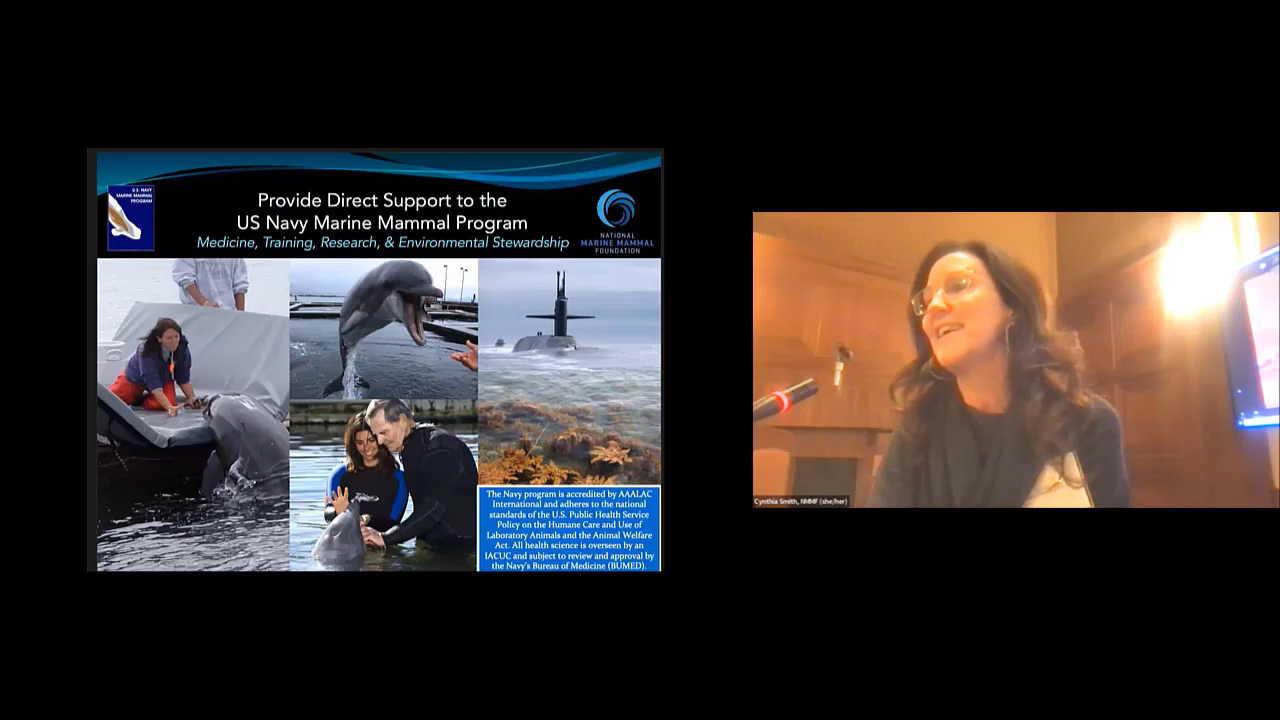 U.S. NAVY
MARINE MAMMAL
PROGRAM
Provide Direct Support to the
US Navy Marine Mammal Program
Medicine, Training, Research, & Environmental Stewardship
NATIONAL
MARINE MAMMAL
FOUNDATION
The Navy program is accredited by AAALAC
International and adheres to the national
standards of the U.S. Public Health Service
Policy on the Humane Care and Use of
Laboratory Animals and the Animal Welfare
Act. All health science is overseen by an
IACUC and subject to review and approval by
the Navy's Bureau of Medicine (BUMED).
Cynthia Smith, NMMF (she/her)